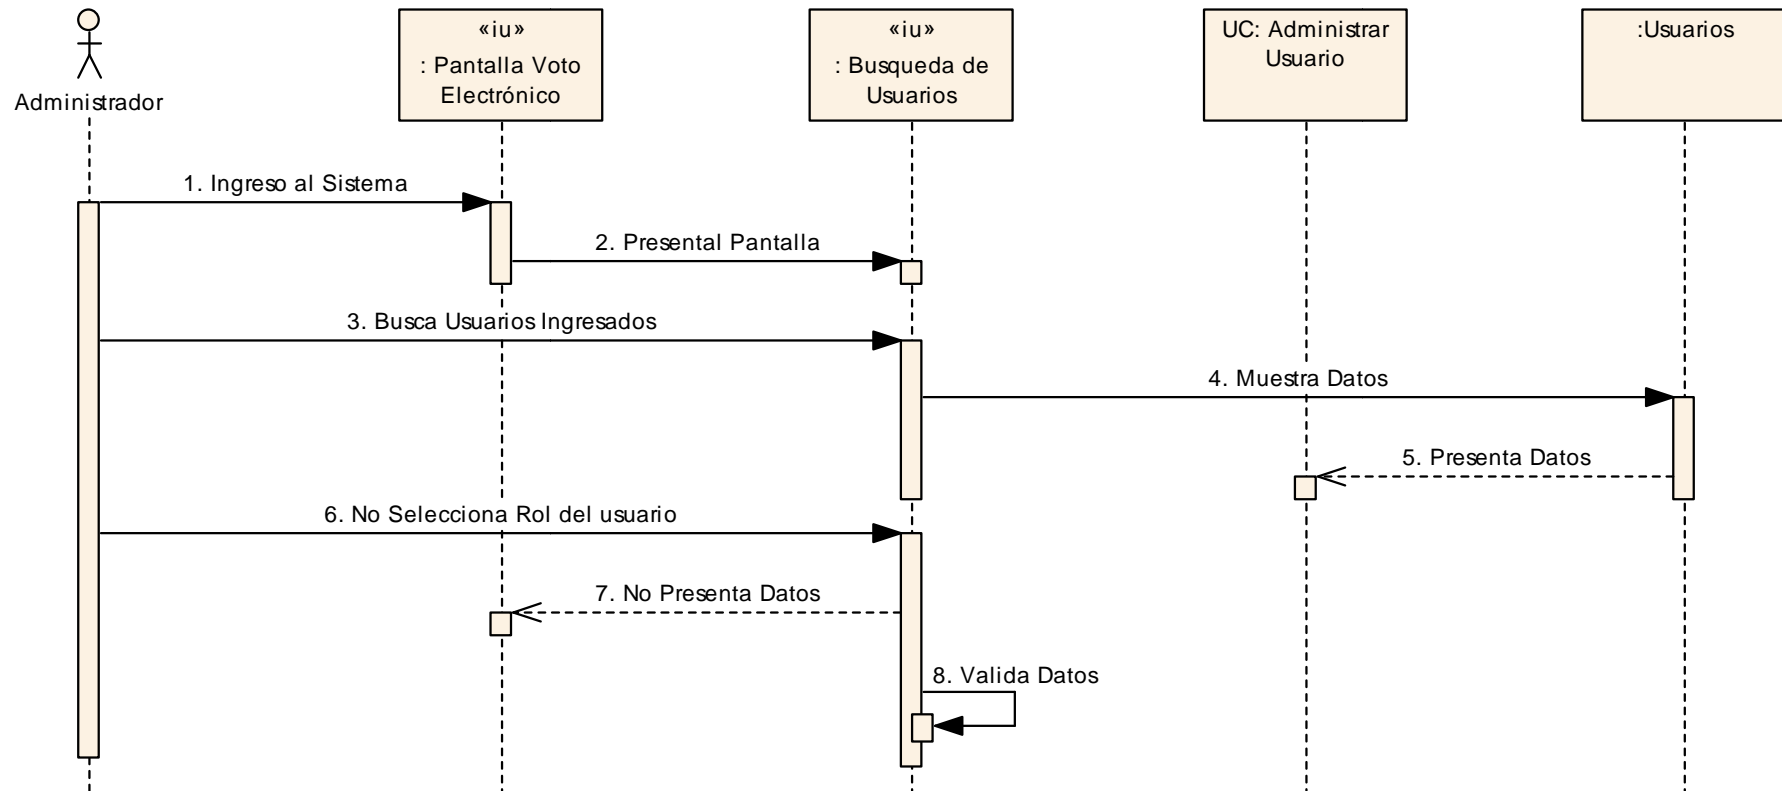 Administrador
«iu»
: Pantalla Voto
Electrónico
«iu»
: Busqueda de
Usuarios
UC: Administrar
Usuario
:Usuarios
1. Ingreso al Sistema
2. Presental Pantalla
3. Busca Usuarios Ingresados
4. Muestra Datos
5. Presenta Datos
6. No Selecciona Rol del usuario
7. No Presenta Datos
8. Valida Datos